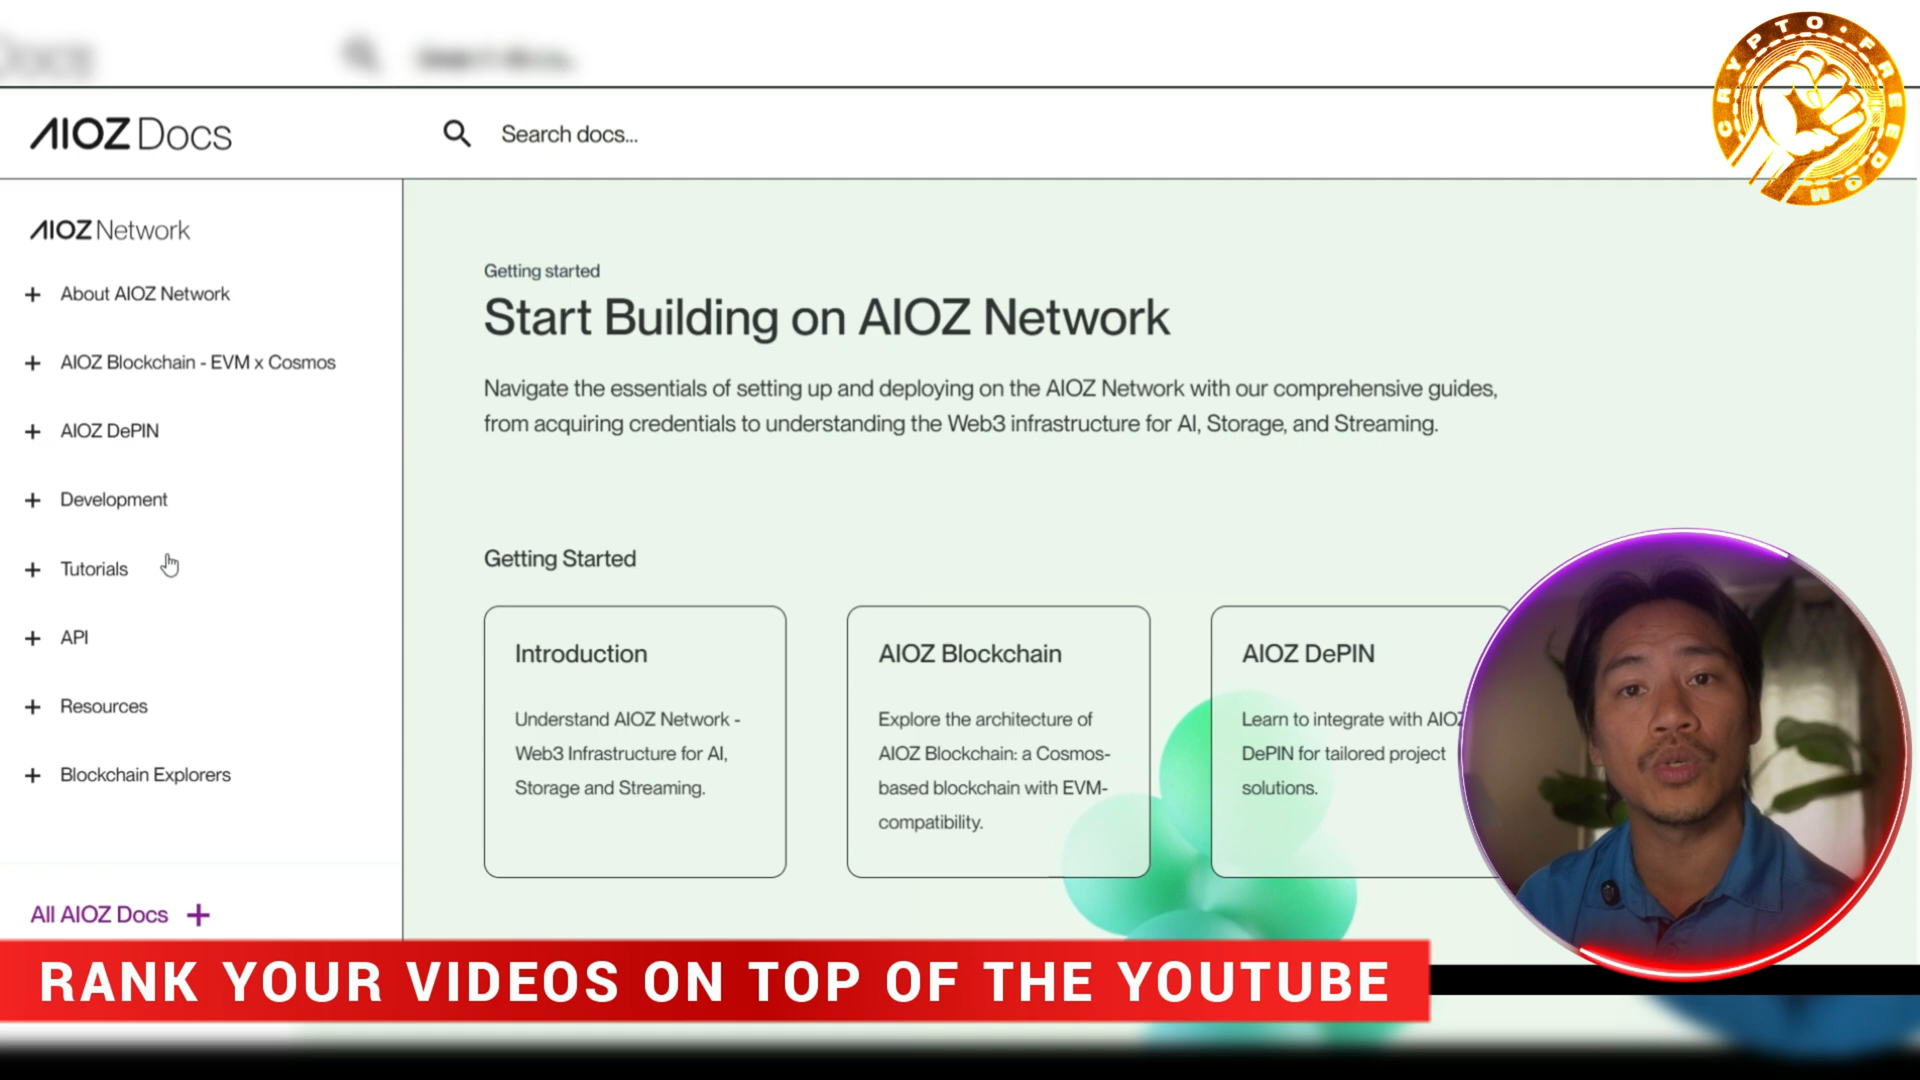 CRYPTO·FREEDOM
AIOZ Docs
Search docs...
AIOZ Network
+ About AIOZ Network
+ AIOZ Blockchain - EVM x Cosmos
+ AIOZ DePIN
+ Development
+ Tutorials
+ API
+ Resources
+ Blockchain Explorers
All AIOZ Docs +
Getting started
Start Building on AIOZ Network
Navigate the essentials of setting up and deploying on the AIOZ Network with our comprehensive guides,
from acquiring credentials to understanding the Web3 infrastructure for AI, Storage, and Streaming.
Getting Started
Introduction
Understand AIOZ Network -
Web3 Infrastructure for AI,
Storage and Streaming.
AIOZ Blockchain
Explore the architecture of
AIOZ Blockchain: a Cosmos-
based blockchain with EVM-
compatibility.
AIOZ DePIN
Learn to integrate with AIOZ
DePIN for tailored project
solutions.
RANK YOUR VIDEOS ON TOP OF THE YOUTUBE